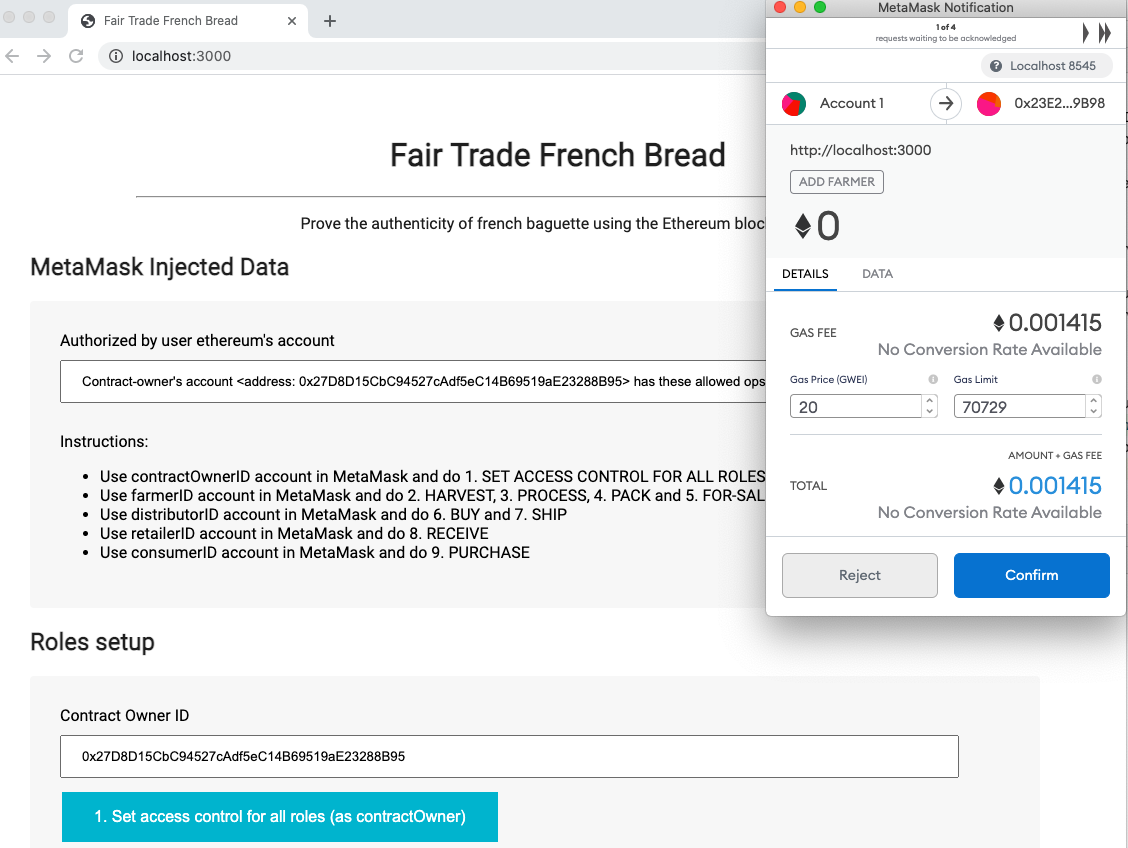 Fair Trade French Bread
localhost:3000
Fair Trade French Bread
Prove the authenticity of french baguette using the Ethereum
MetaMask Injected Data
Authorized by user ethereum's account
Contract-owner's account <address: 0x27D8D15CbC94527cAdf5eC14B69519aE23288B95> has these allowed ops
Instructions:
• Use contractOwnerID account in MetaMask and do 1. SET ACCESS CONTROL FOR ALL ROLES
• Use farmerID account in MetaMask and do 2. HARVEST, 3. PROCESS, 4. PACK and 5. FOR-SAL
• Use distributorID account in MetaMask and do 6. BUY and 7. SHIP
• Use retailerID account in MetaMask and do 8. RECEIVE
• Use consumerID account in MetaMask and do 9. PURCHASE
Roles setup
Contract Owner ID
0x27D8D15CbC94527cAdf5eC14B69519aE23288B95
1. Set access control for all roles (as contractOwner)
MetaMask Notification
1 of 4
requests waiting to be acknowledged
Localhost 8545
Account 1
0x23E2...9B98
http://localhost:3000
ADD FARMER
0
DETAILS DATA
GAS FEE
0.001415
No Conversion Rate Available
Gas Price (GWEI) Gas Limit
20 70729
AMOUNT + GAS FEE
TOTAL
0.001415
No Conversion Rate Available
Reject Confirm